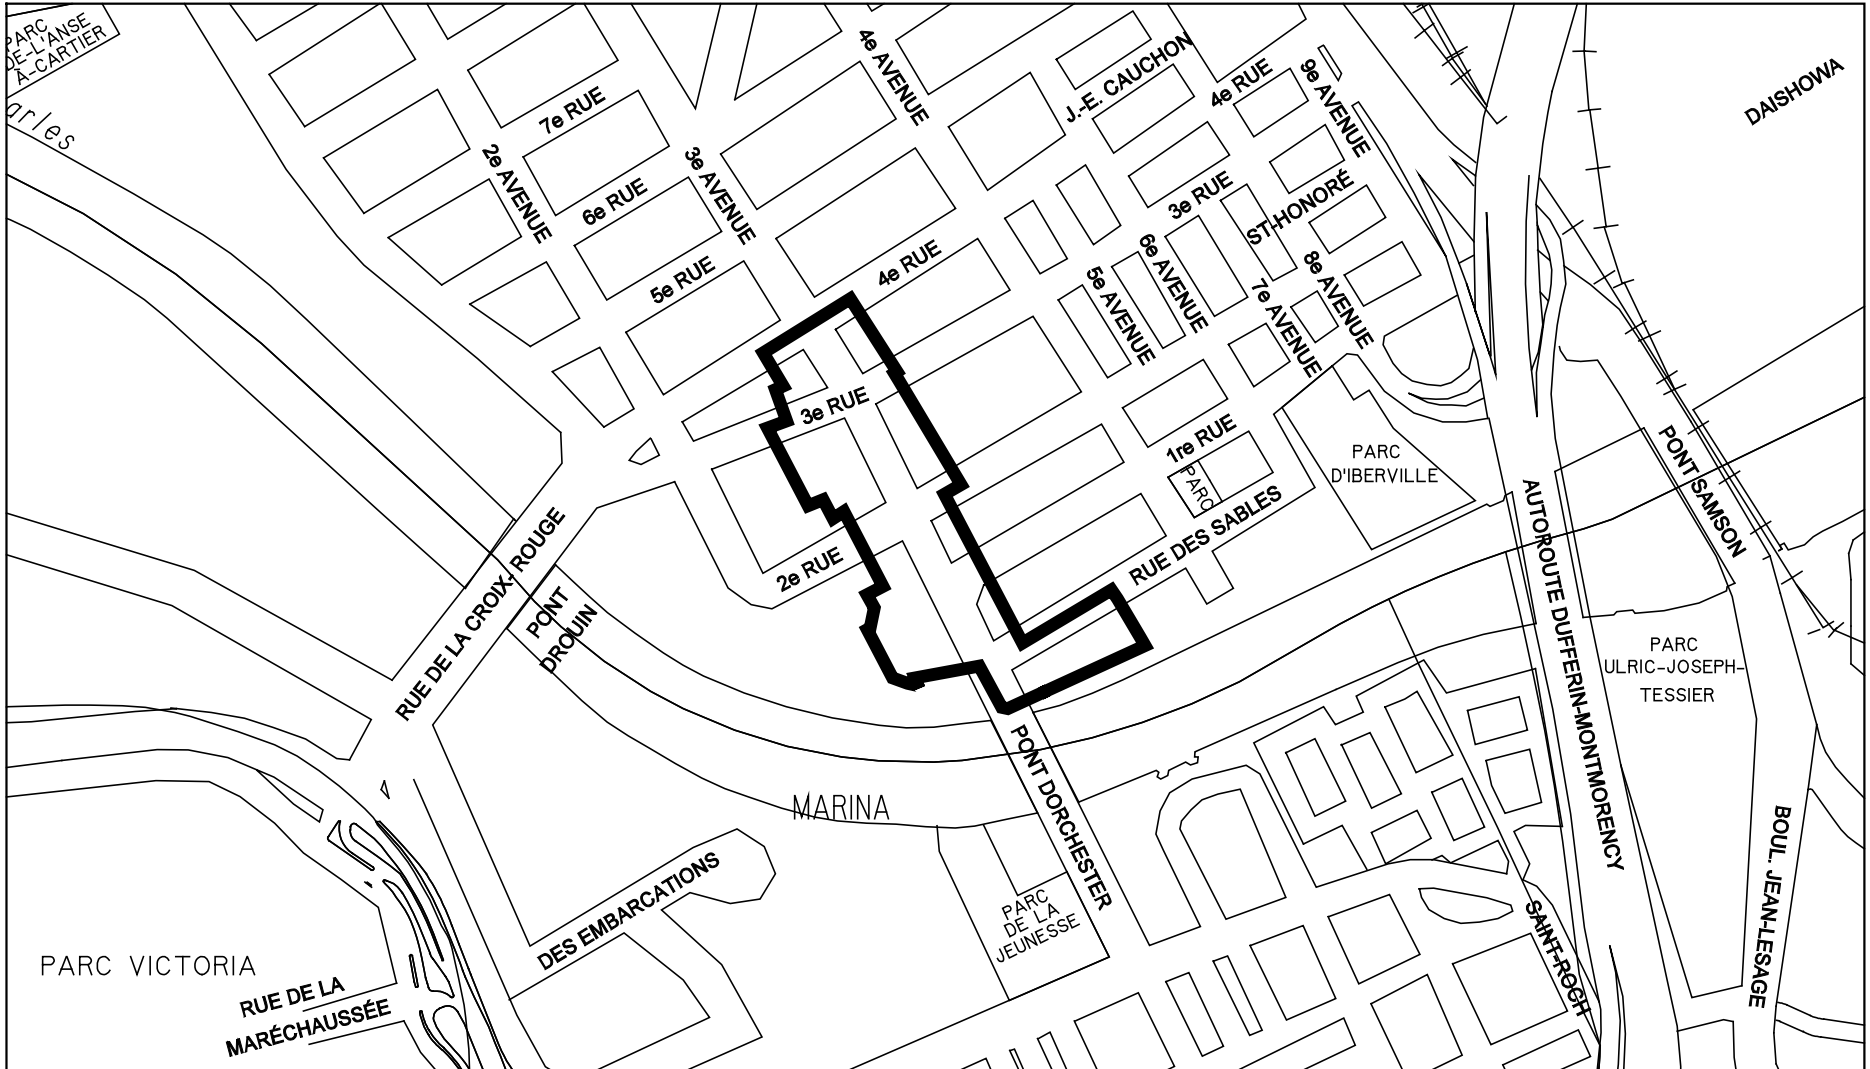 PARC
DE-L'ANSE
À-CARTIER
arles
7e RUE
2e AVENUE
6e RUE
3e AVENUE
5e RUE
4e AVENUE
4e RUE
J.-E. CAUCHON
4e RUE
9e AVENUE
3e RUE
ST-HONORÉ
6e AVENUE
5e AVENUE
8e AVENUE
7e AVENUE
DAISHOWA
3e RUE
1re RUE
PARC
PARC
D'IBERVILLE
PONT SAMSON
RUE DES SABLES
2e RUE
RUE DE LA CROIX-ROUGE
PONT
DROUIN
AUTOROUTE DUFFERIN-MONTMORENCY
PARC
ULRIC-JOSEPH-
TESSIER
PONT DORCHESTER
MARINA
BOUL. JEAN-LESAGE
DES EMBARCATIONS
PARC
DE LA
JEUNESSE
SAINT-ROCH
PARC VICTORIA
RUE DE LA
MARÉCHAUSSÉE